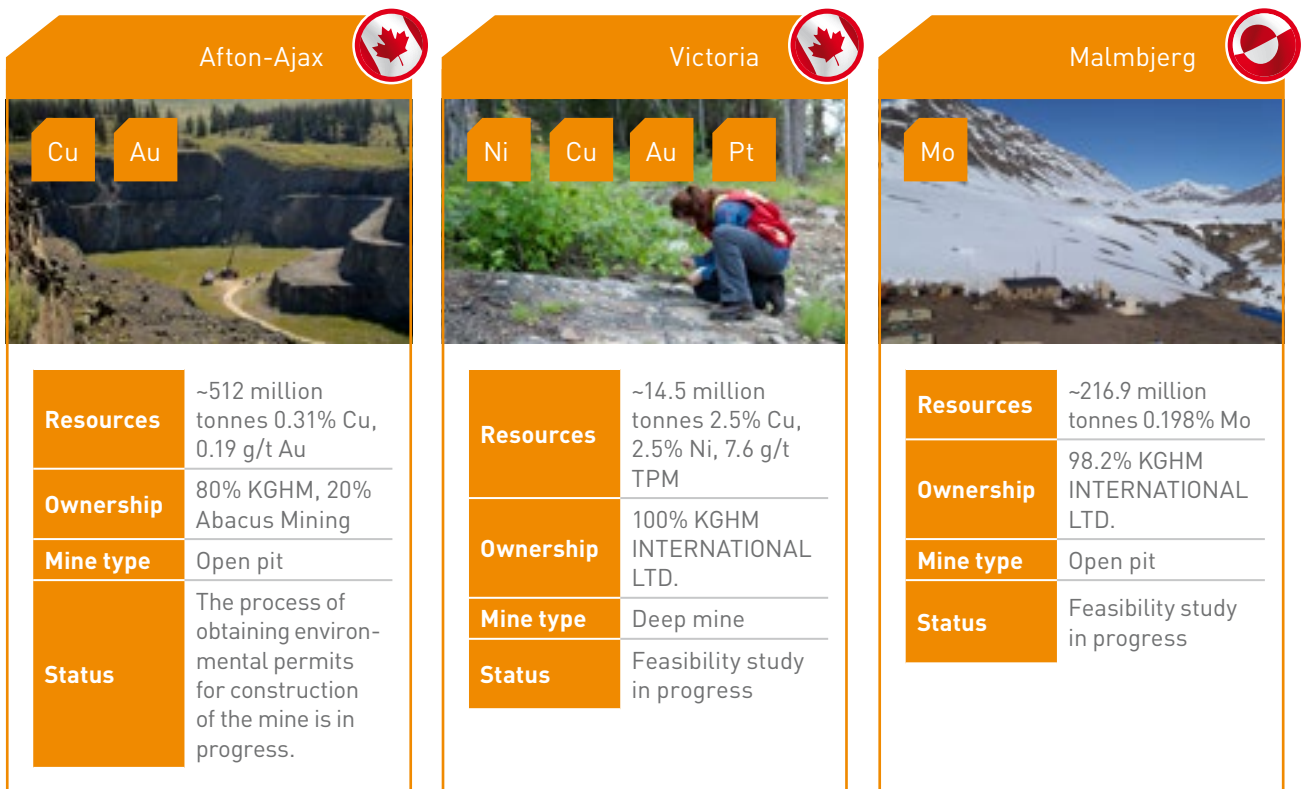 Afton-Ajax
Cu
Au
Resources
~512 million
tonnes 0.31% Cu,
0.19 g/t Au
Ownership
80% KGHM, 20%
Abacus Mining
Mine type
Open pit
Status
The process of
obtaining environ-
mental permits
for construction
of the mine is in
progress.
Victoria
Ni
Cu
Au
Pt
Resources
~14.5 million
tonnes 2.5% Cu,
2.5% Ni, 7.6 g/t
TPM
Ownership
100% KGHM
INTERNATIONAL
LTD.
Mine type
Deep mine
Status
Feasibility study
in progress
Malmbjerg
Mo
Resources
~216.9 million
tonnes 0.198% Mo
Ownership
98.2% KGHM
INTERNATIONAL
LTD.
Mine type
Open pit
Status
Feasibility study
in progress